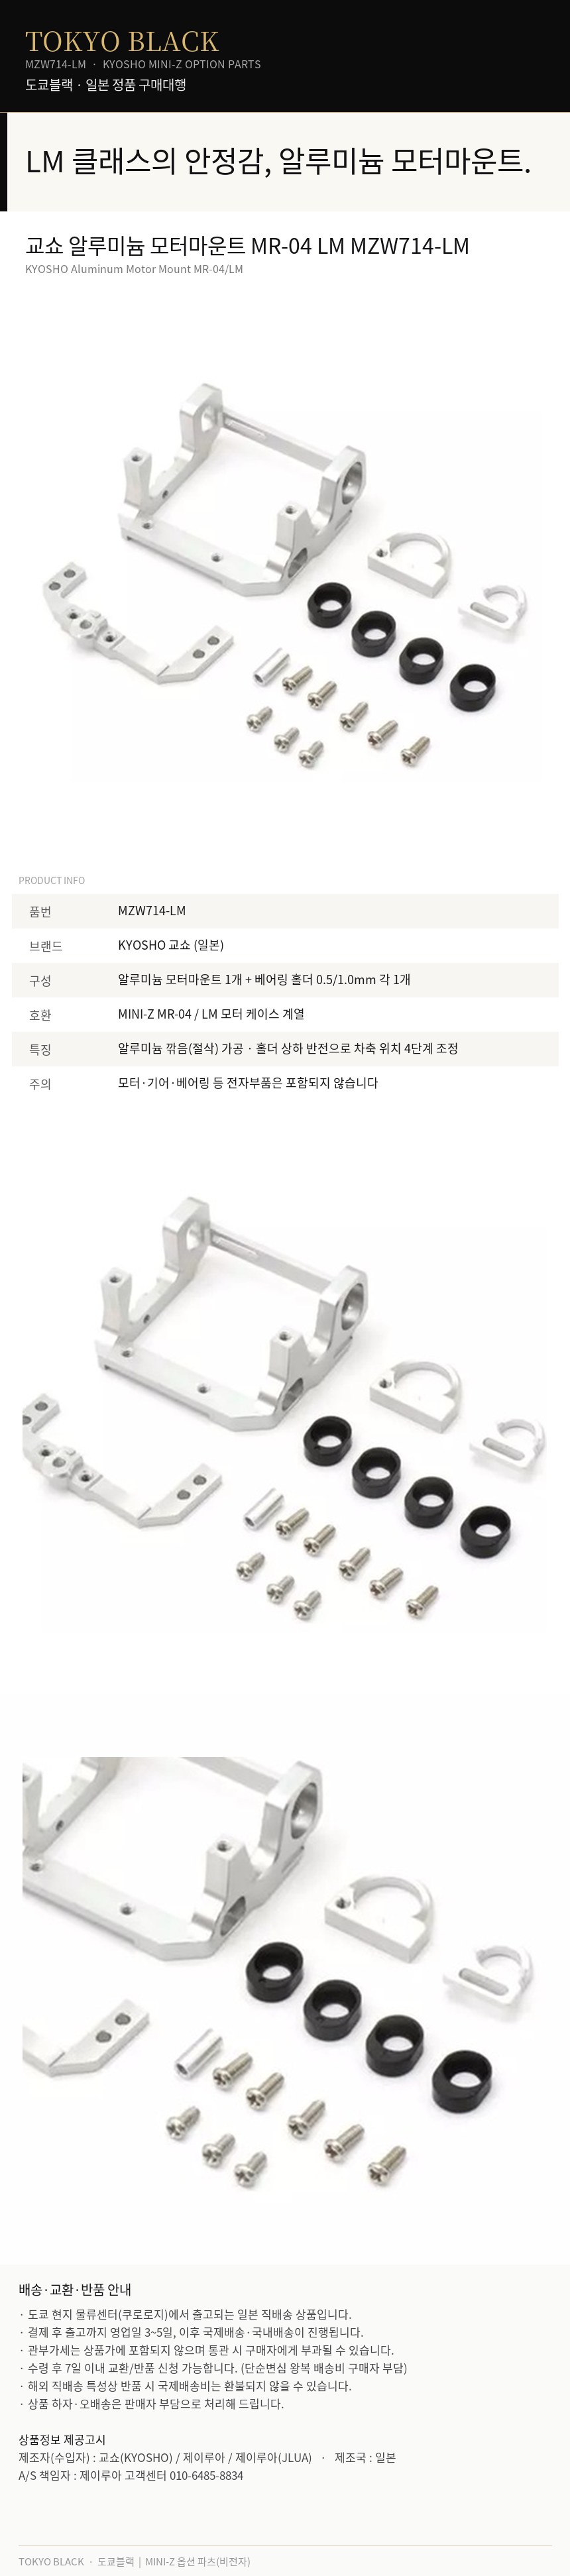 TOKYO BLACK
MZW714-LM · KYOSHO MINI-Z OPTION PARTS
도쿄블랙 · 일본 정품 구매대행
LM 클래스의 안정감, 알루미늄 모터마운트.
교쇼 알루미늄 모터마운트 MR-04 LM MZW714-LM
KYOSHO Aluminum Motor Mount MR-04/LM
PRODUCT INFO
품번 MZW714-LM
브랜드 KYOSHO 교쇼 (일본)
구성 알루미늄 모터마운트 1개 + 베어링 홀더 0.5/1.0mm 각 1개
호환 MINI-Z MR-04 / LM 모터 케이스 계열
특징 알루미늄 깎음(절삭) 가공 · 홀더 상하 반전으로 차축 위치 4단계 조정
주의 모터·기어·베어링 등 전자부품은 포함되지 않습니다
배송·교환·반품 안내
· 도쿄 현지 물류센터(쿠로로지)에서 출고되는 일본 직배송 상품입니다.
· 결제 후 출고까지 영업일 3~5일, 이후 국제배송·국내배송이 진행됩니다.
· 관부가세는 상품가에 포함되지 않으며 통관 시 구매자에게 부과될 수 있습니다.
· 수령 후 7일 이내 교환/반품 신청 가능합니다. (단순변심 왕복 배송비 구매자 부담)
· 해외 직배송 특성상 반품 시 국제배송비는 환불되지 않을 수 있습니다.
· 상품 하자·오배송은 판매자 부담으로 처리해 드립니다.
상품정보 제공고시
제조자(수입자) : 교쇼(KYOSHO) / 제이루아 / 제이루아(JLUA) · 제조국 : 일본
A/S 책임자 : 제이루아 고객센터 010-6485-8834
TOKYO BLACK · 도쿄블랙 | MINI-Z 옵션 파츠(비전자)